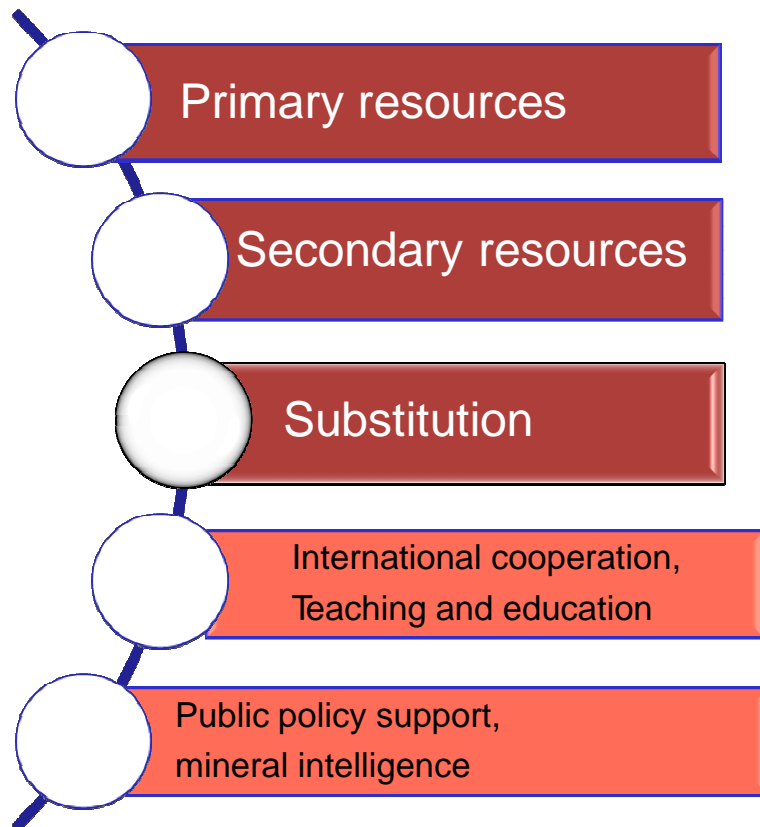 Primary resources
Secondary resources
Substitution
International cooperation,
Teaching and education
Public policy support,
mineral intelligence